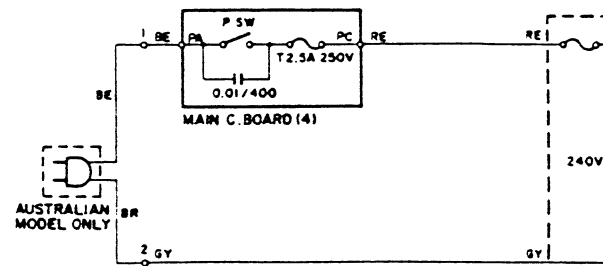 P SW
1 BE PA PC RE RE
T2.5A 250V
0.01/400
BE
MAIN C.BOARD (4)
240V
AUSTRALIAN
MODEL ONLY
BR
2 GY GY